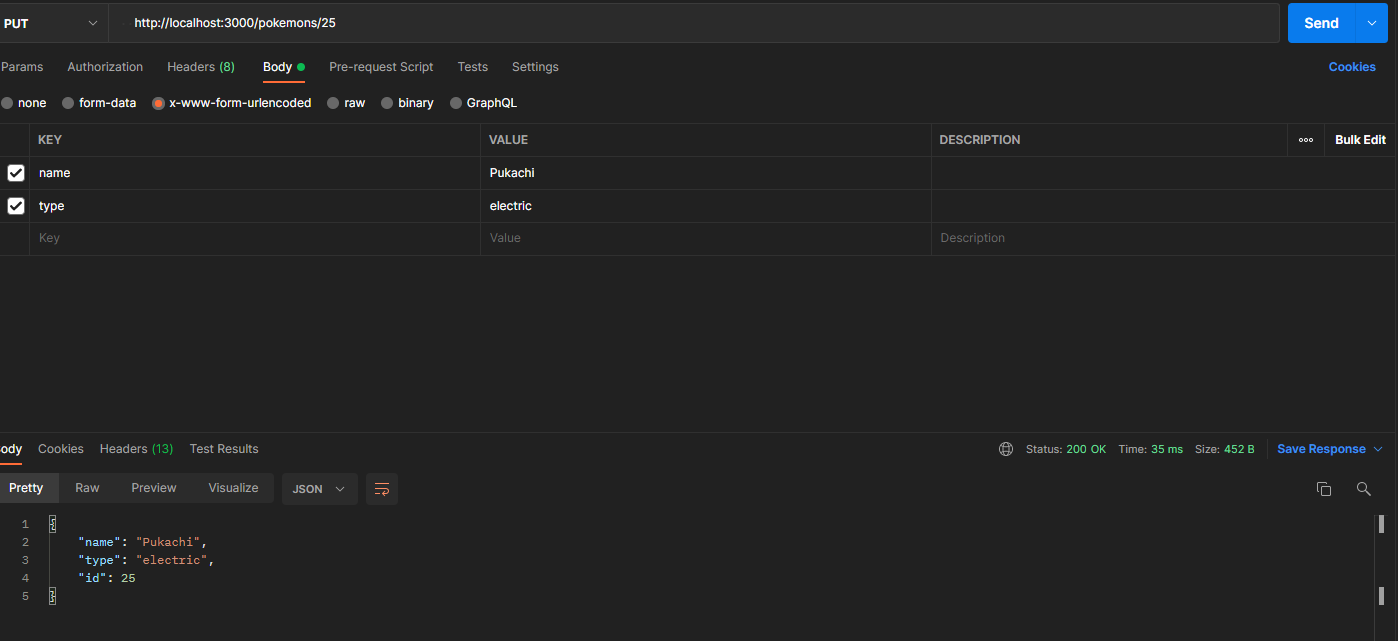 PUT http://localhost:3000/pokemons/25 Send
Params Authorization Headers (8) Body Pre-request Script Tests Settings Cookies
none form-data x-www-form-urlencoded raw binary GraphQL
KEY VALUE DESCRIPTION ooo Bulk Edit
name Pukachi
type electric
Key Value Description
ody Cookies Headers (13) Test Results Status: 200 OK Time: 35 ms Size: 452 B Save Response
Pretty Raw Preview Visualize JSON
1 {
2 "name": "Pukachi",
3 "type": "electric",
4 "id": 25
5 }